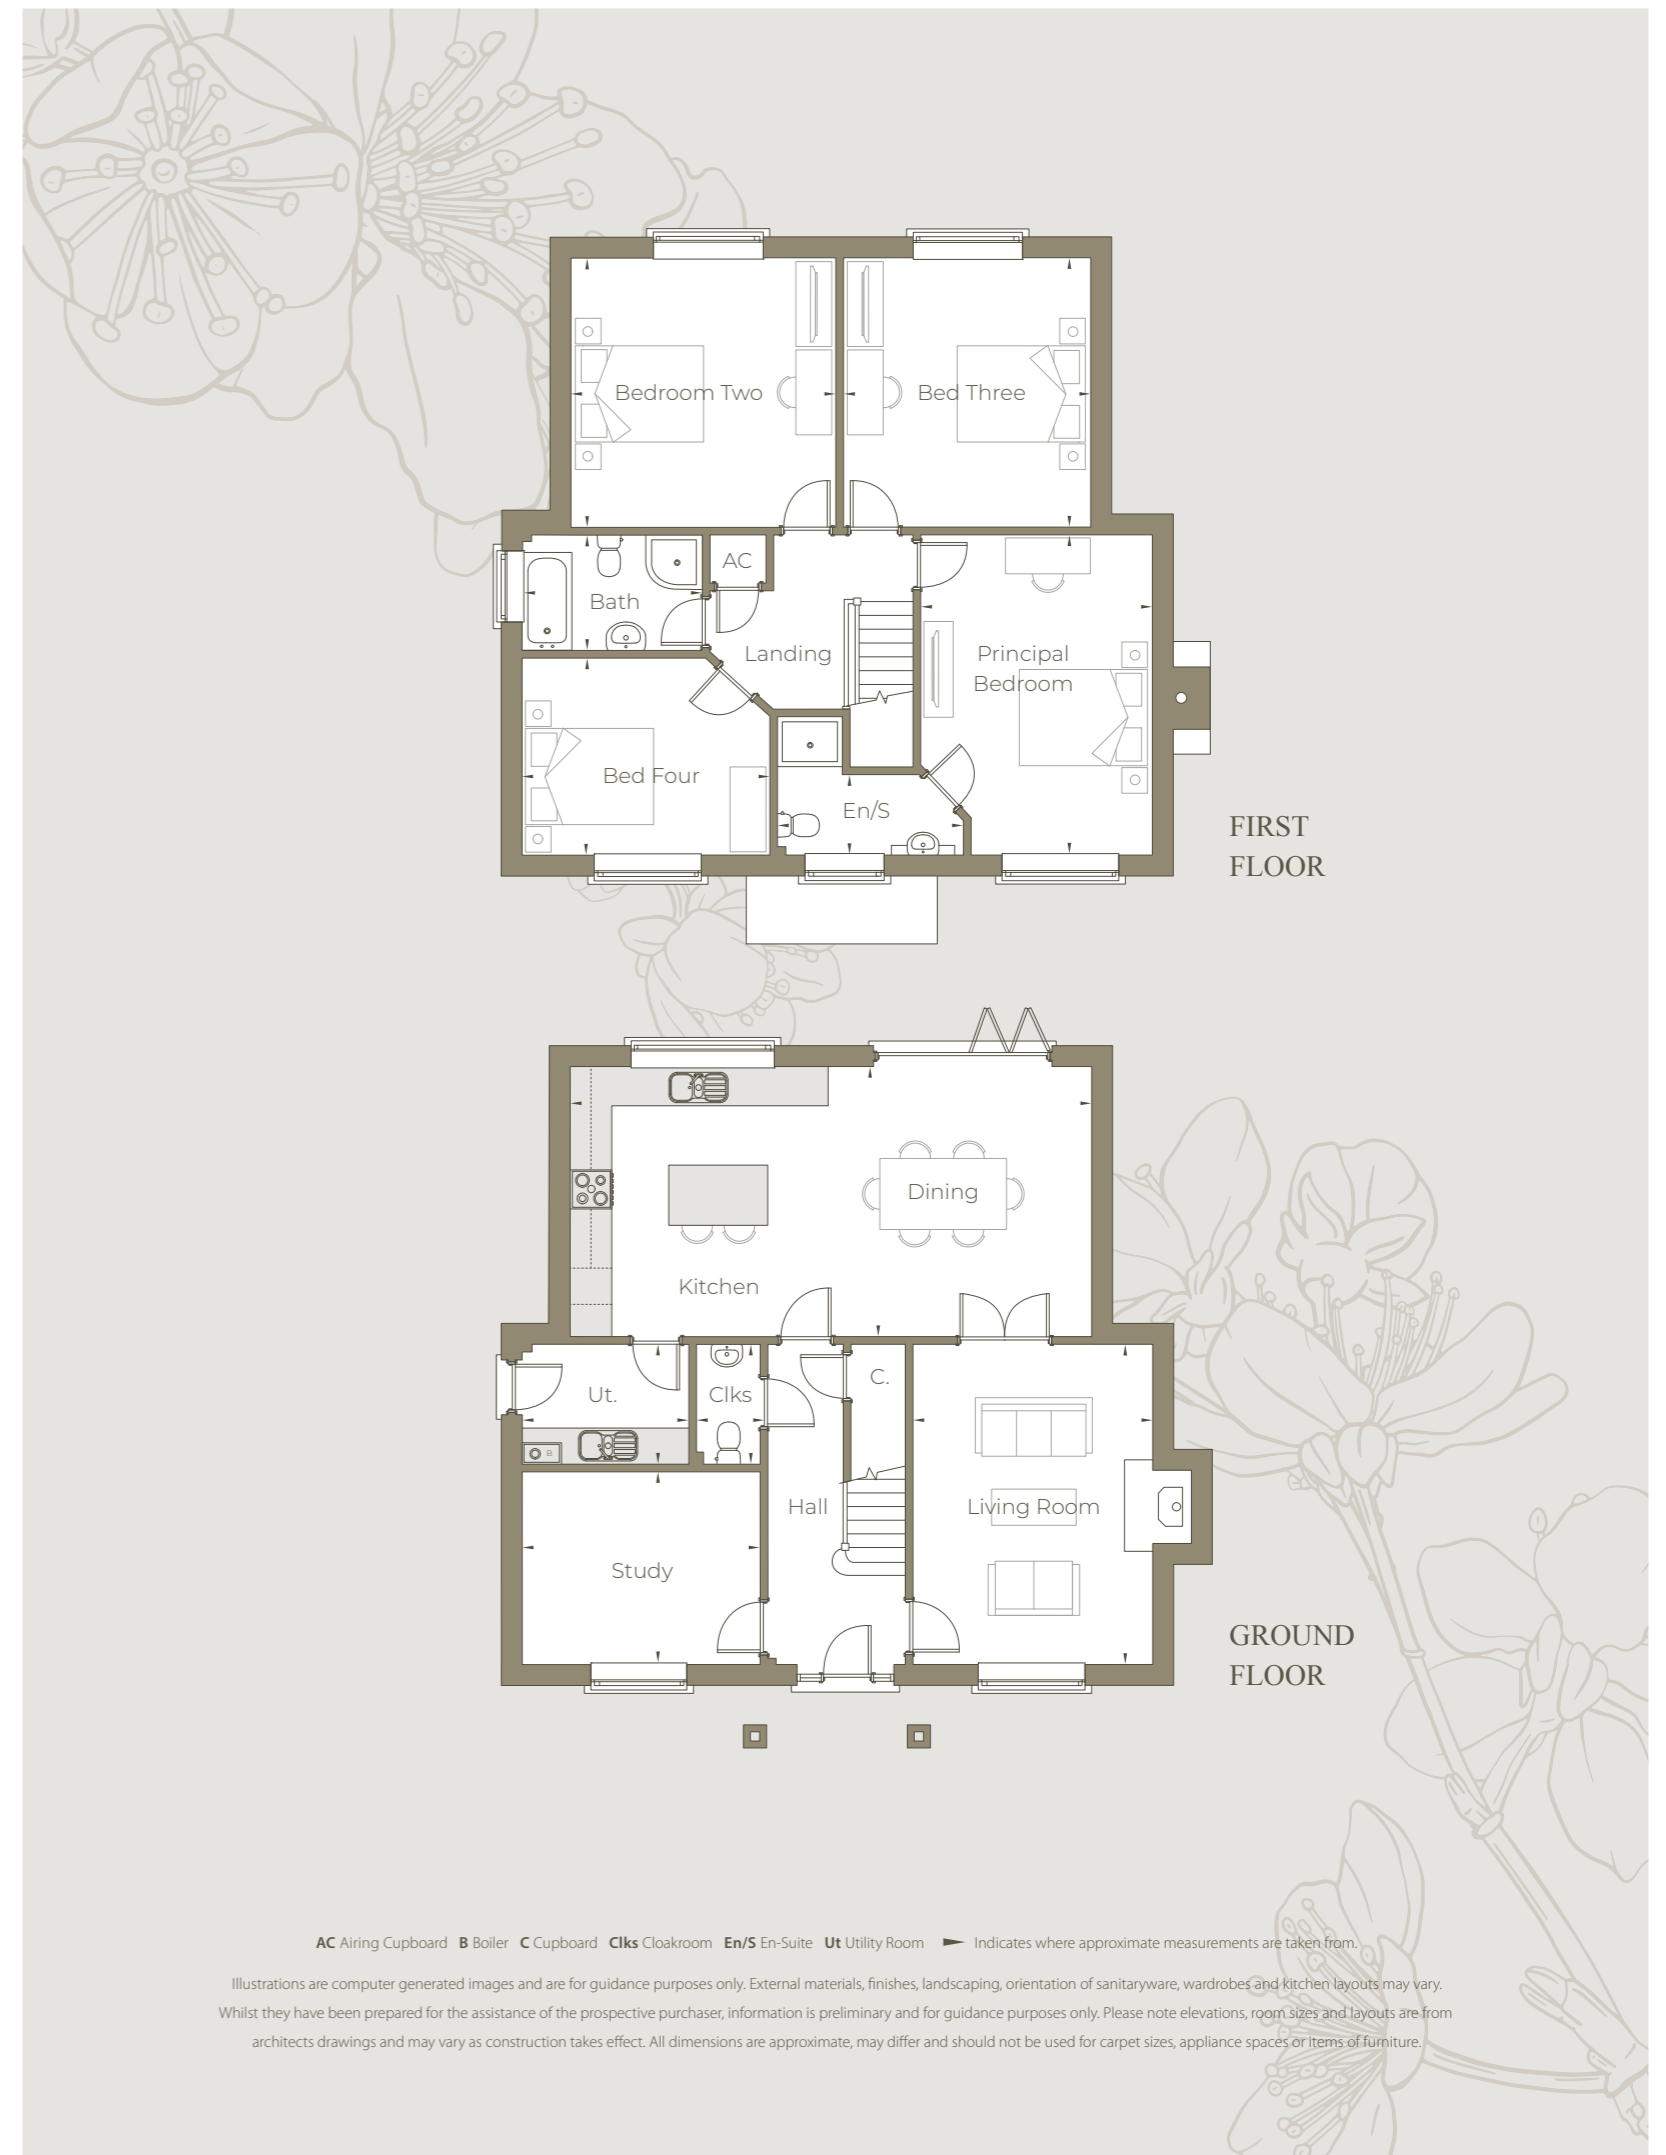 Bedroom Two
Bed Three
AC
Bath
Landing
Principal
Bedroom
Bed Four
En/S
FIRST
FLOOR
Dining
Kitchen
C.
Ut.
Clks
B
Hall
Living Room
Study
GROUND
FLOOR
AC Airing Cupboard B Boiler C Cupboard Clks Cloakroom En/S En-Suite Ut Utility Room Indicates where approximate measurements are taken from.
Illustrations are computer generated images and are for guidance purposes only. External materials, finishes, landscaping, orientation of sanitaryware, wardrobes and kitchen layouts may vary.
Whilst they have been prepared for the assistance of the prospective purchaser, information is preliminary and for guidance purposes only. Please note elevations, room sizes and layouts are from
architects drawings and may vary as construction takes effect. All dimensions are approximate, may differ and should not be used for carpet sizes, appliance spaces or items of furniture.